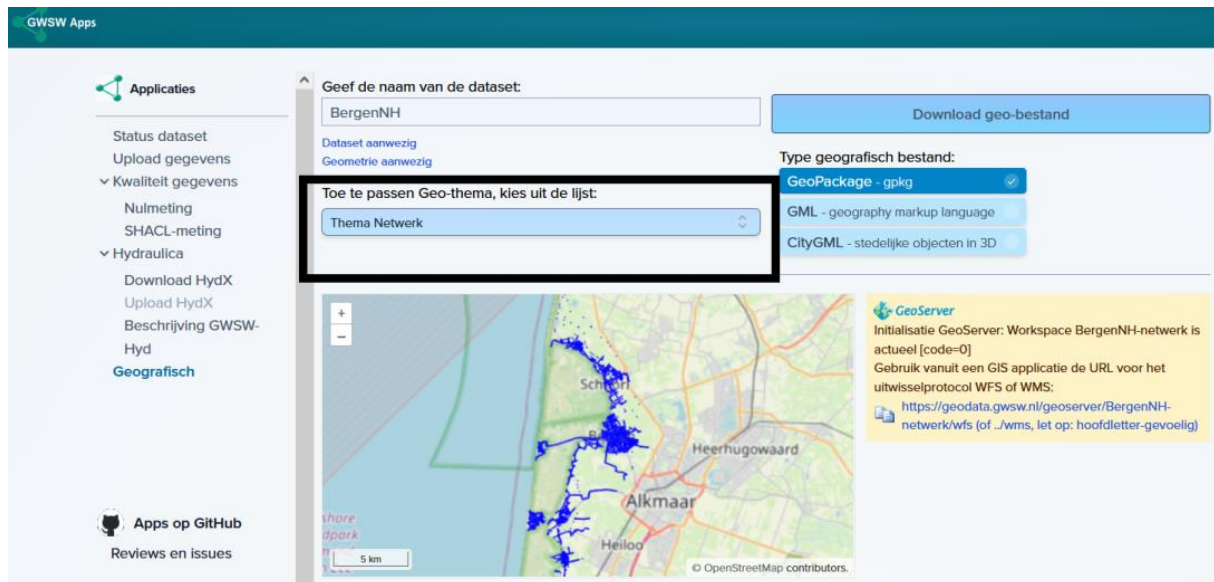 GWSW Apps
Applicaties
Status dataset
Upload gegevens
Kwaliteit gegevens
Nulmeting
SHACL-meting
Hydraulica
Download HydX
Upload HydX
Beschrijving GWSW-
Hyd
Geografisch
Apps op GitHub
Reviews en issues
Geef de naam van de dataset:
BergenNH
Dataset aanwezig
Geometrie aanwezig
Toe te passen Geo-thema, kies uit de lijst:
Thema Netwerk
Download geo-bestand
Type geografisch bestand:
GeoPackage - gpkg
GML - geography markup language
CityGML - stedelijke objecten in 3D
+
−
Heerhugowaard
Alkmaar
Heiloo
5 km
© OpenStreetMap contributors.
GeoServer
Initialisatie GeoServer: Workspace BergenNH-netwerk is
actueel [code=0]
Gebruik vanuit een GIS applicatie de URL voor het
uitwisselprotocol WFS of WMS:
https://geodata.gwsw.nl/geoserver/BergenNH-
netwerk/wfs (of ../wms, let op: hoofdletter-gevoelig)